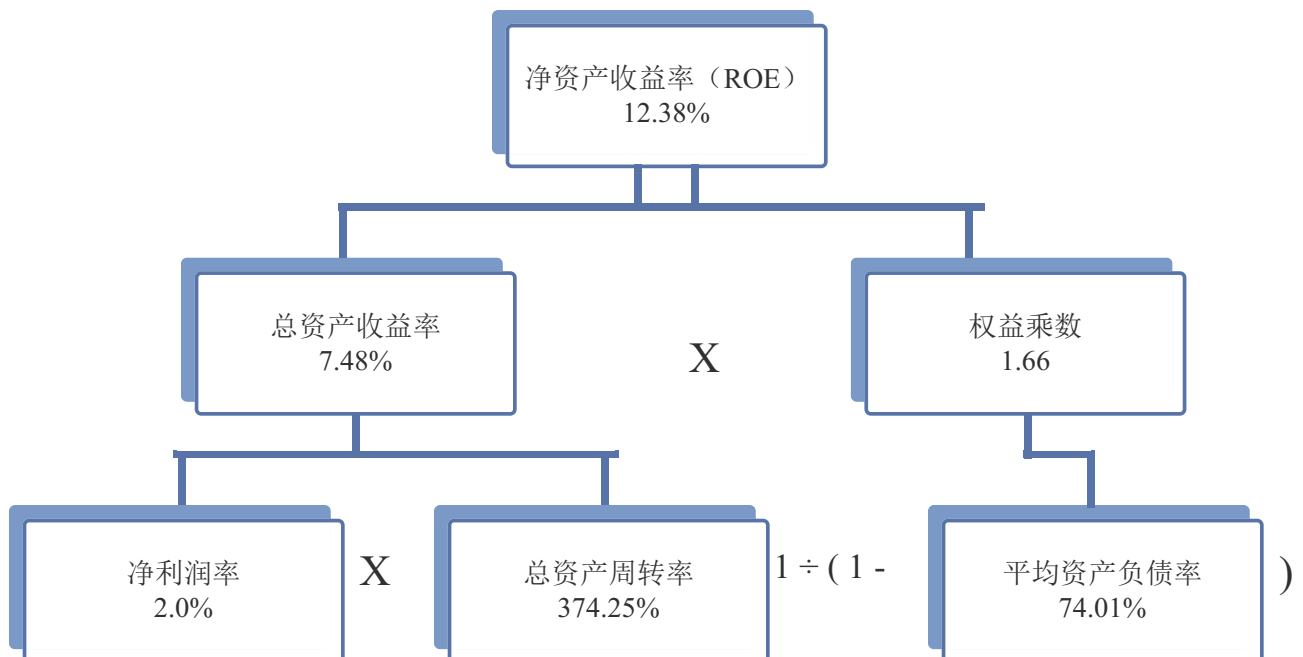 净资产收益率（ROE）
12.38%
总资产收益率
7.48%
X
权益乘数
1.66
净利润率
2.0%
X
总资产周转率
374.25%
1 ÷ ( 1 -
平均资产负债率
74.01%
)